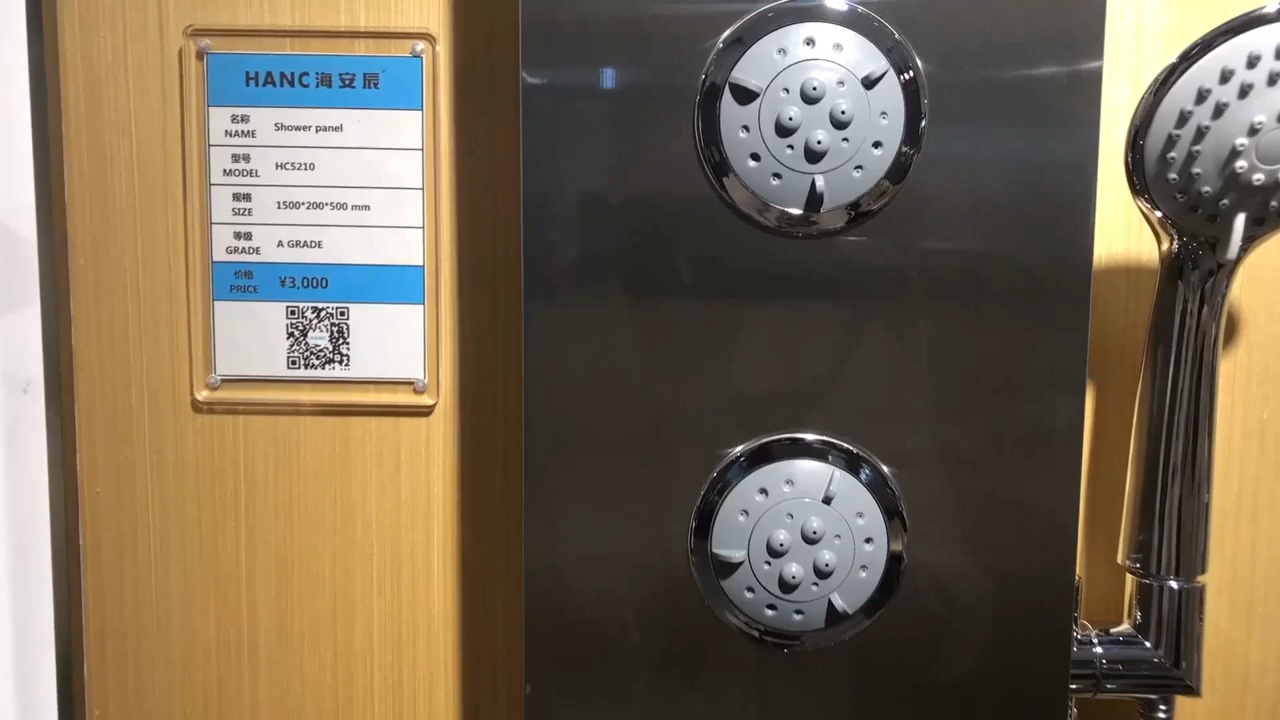 HANC海安辰
名称
NAME
Shower panel
型号
MODEL
HC5210
规格
SIZE
1500*200*500 mm
等级
GRADE
A GRADE
价格
PRICE
¥3,000
HANC